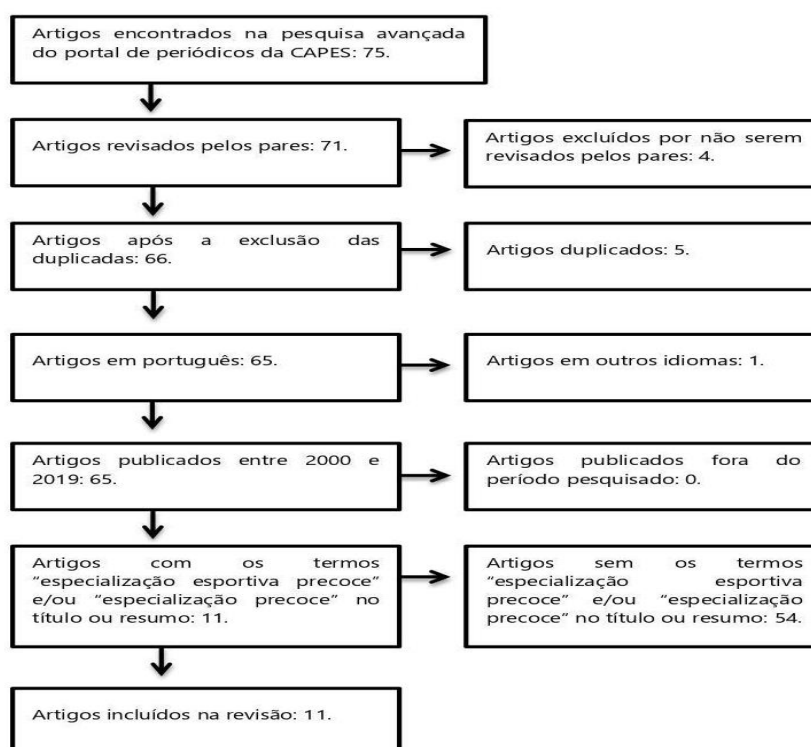 Artigos encontrados na pesquisa avançada
do portal de periódicos da CAPES: 75.
Artigos revisados pelos pares: 71.
Artigos excluídos por não serem
revisados pelos pares: 4.
Artigos após a exclusão das
duplicadas: 66.
Artigos duplicados: 5.
Artigos em português: 65.
Artigos em outros idiomas: 1.
Artigos publicados entre 2000 e
2019: 65.
Artigos publicados fora do
período pesquisado: 0.
Artigos com os termos
“especialização esportiva precoce”
e/ou “especialização precoce” no
título ou resumo: 11.
Artigos sem os termos
“especialização esportiva
precoce” e/ou “especialização
precoce” no título ou resumo: 54.
Artigos incluídos na revisão: 11.